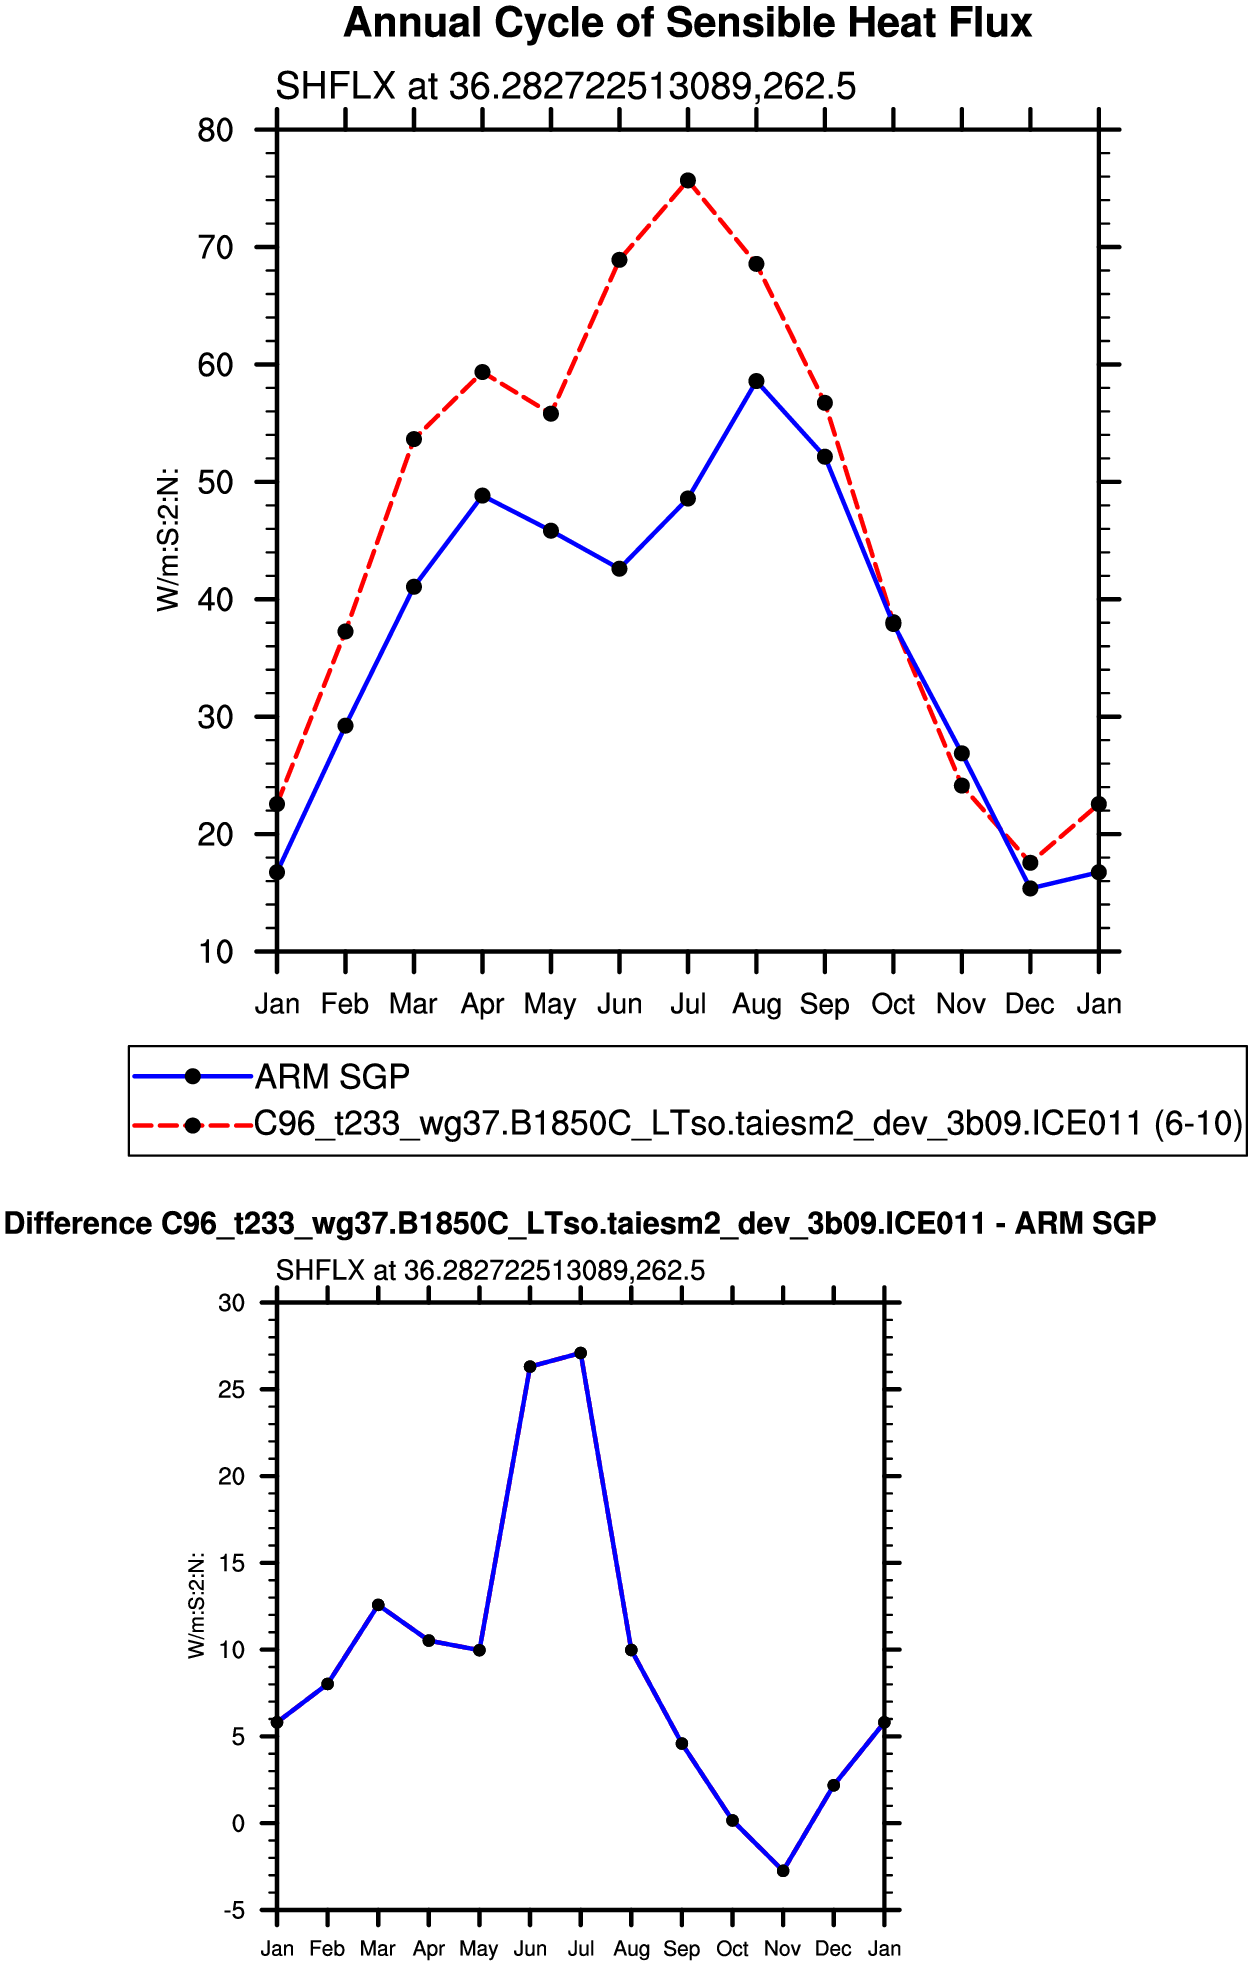 Annual Cycle of Sensible Heat Flux
SHFLX at 36.282722513089,262.5
80
70
60
50
40
30
20
10
W/m:S:2:N:
Jan Feb Mar Apr May Jun Jul Aug Sep Oct Nov Dec Jan
ARM SGP
C96_t233_wg37.B1850C_LTso.taiesm2_dev_3b09.ICE011 (6-10)
Difference C96_t233_wg37.B1850C_LTso.taiesm2_dev_3b09.ICE011 - ARM SGP
SHFLX at 36.282722513089,262.5
30
25
20
15
10
5
0
-5
W/m:S:2:N:
Jan Feb Mar Apr May Jun Jul Aug Sep Oct Nov Dec Jan